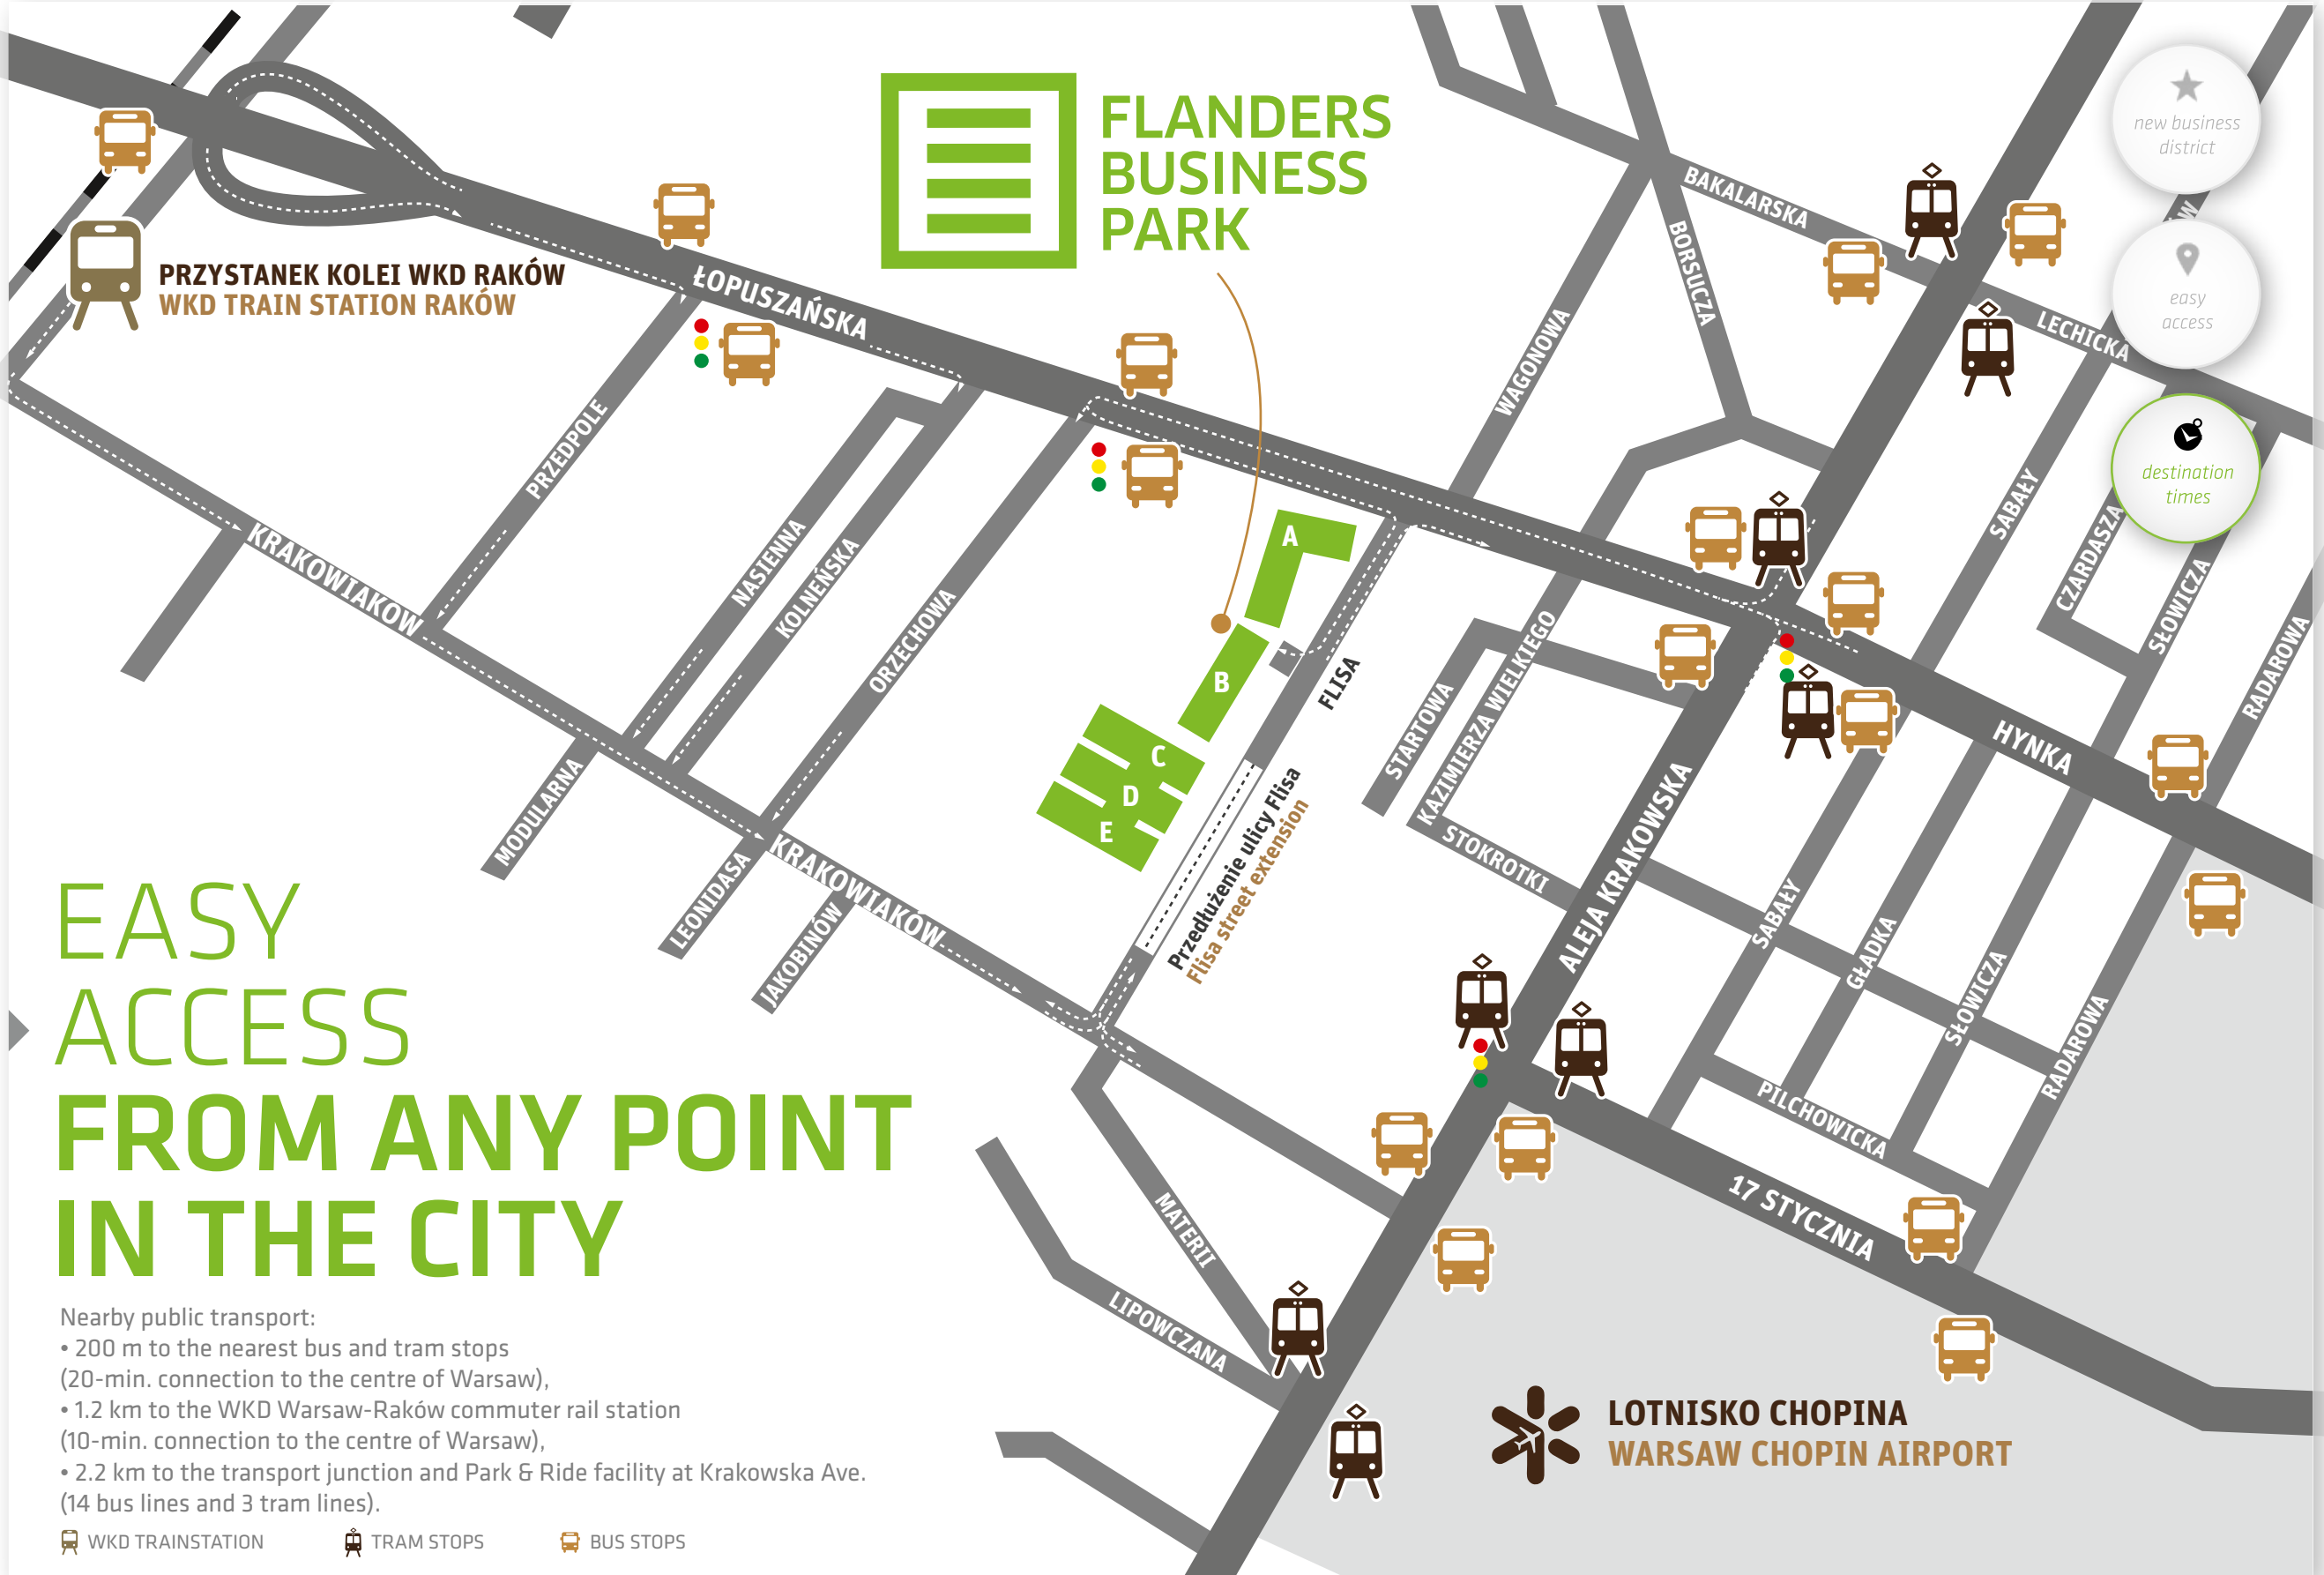 FLANDERS
BUSINESS
PARK
new business
district
easy
access
destination
times
PRZYSTANEK KOLEI WKD RAKÓW
WKD TRAIN STATION RAKÓW
ŁOPUSZAŃSKA
BAKALARSKA
BORSUCZA
WAGONOWA
LECHICKA
PRZEDPOLE
KRAKOWIAKÓW
NASIENNA
KOLNEŃSKA
ORZECHOWA
MODULARNA
LEONIDASA
JAKOBINÓW
KRAKOWIAKÓW
A
B
C
D
E
FLISA
Przedłużenie ulicy Flisa
Flisa street extension
STARTOWA
KAZIMIERZA WIELKIEGO
STOKROTKI
ALEJA KRAKOWSKA
SABAŁY
CZARDASZA
SŁOWICZA
RADAROWA
HYNKA
SABAŁY
GŁADKA
SŁOWICZA
RADAROWA
PILCHOWICKA
17 STYCZNIA
MATERII
LIPOWCZANA
LOTNISKO CHOPINA
WARSAW CHOPIN AIRPORT
EASY
ACCESS
FROM ANY POINT
IN THE CITY
Nearby public transport:
• 200 m to the nearest bus and tram stops
(20-min. connection to the centre of Warsaw),
• 1.2 km to the WKD Warsaw-Raków commuter rail station
(10-min. connection to the centre of Warsaw),
• 2.2 km to the transport junction and Park & Ride facility at Krakowska Ave.
(14 bus lines and 3 tram lines).
WKD TRAINSTATION
TRAM STOPS
BUS STOPS